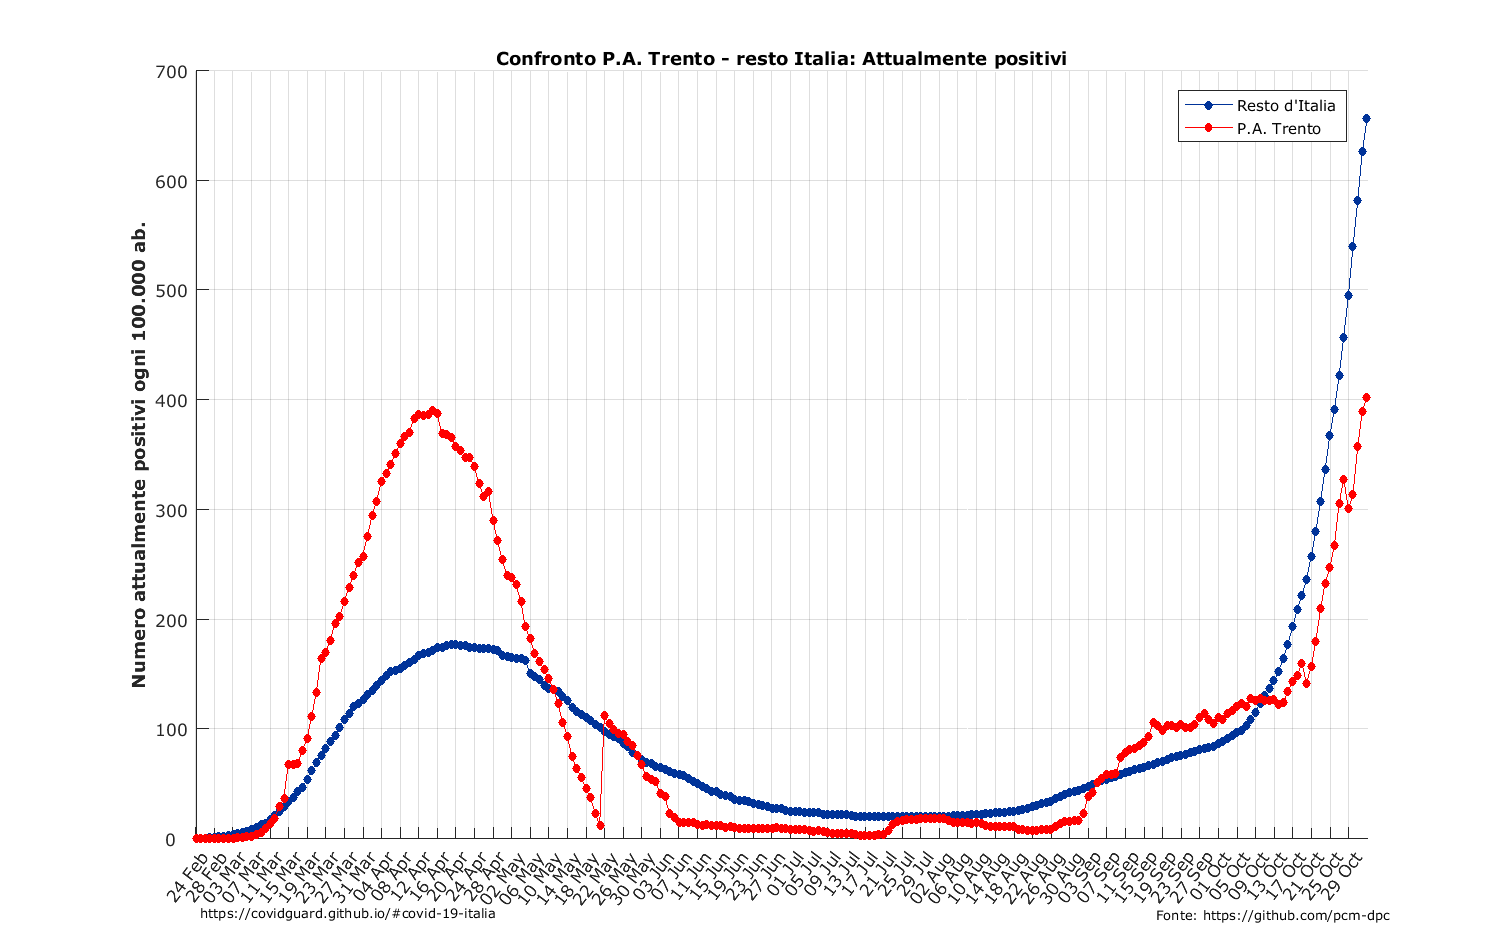 Confronto P.A. Trento - resto Italia: Attualmente positivi
700
600
500
400
300
200
100
0
Numero attualmente positivi ogni 100.000 ab.
Resto d'Italia
P.A. Trento
24 Feb
28 Feb
03 Mar
07 Mar
11 Mar
15 Mar
19 Mar
23 Mar
27 Mar
31 Mar
04 Apr
08 Apr
12 Apr
16 Apr
20 Apr
24 Apr
28 Apr
02 May
06 May
10 May
14 May
18 May
22 May
26 May
30 May
03 Jun
07 Jun
11 Jun
15 Jun
19 Jun
23 Jun
27 Jun
01 Jul
05 Jul
09 Jul
13 Jul
17 Jul
21 Jul
25 Jul
29 Jul
02 Aug
06 Aug
10 Aug
14 Aug
18 Aug
22 Aug
26 Aug
30 Aug
03 Sep
07 Sep
11 Sep
15 Sep
19 Sep
23 Sep
27 Sep
01 Oct
05 Oct
09 Oct
13 Oct
17 Oct
21 Oct
25 Oct
29 Oct
https://covidguard.github.io/#covid-19-italia
Fonte: https://github.com/pcm-dpc